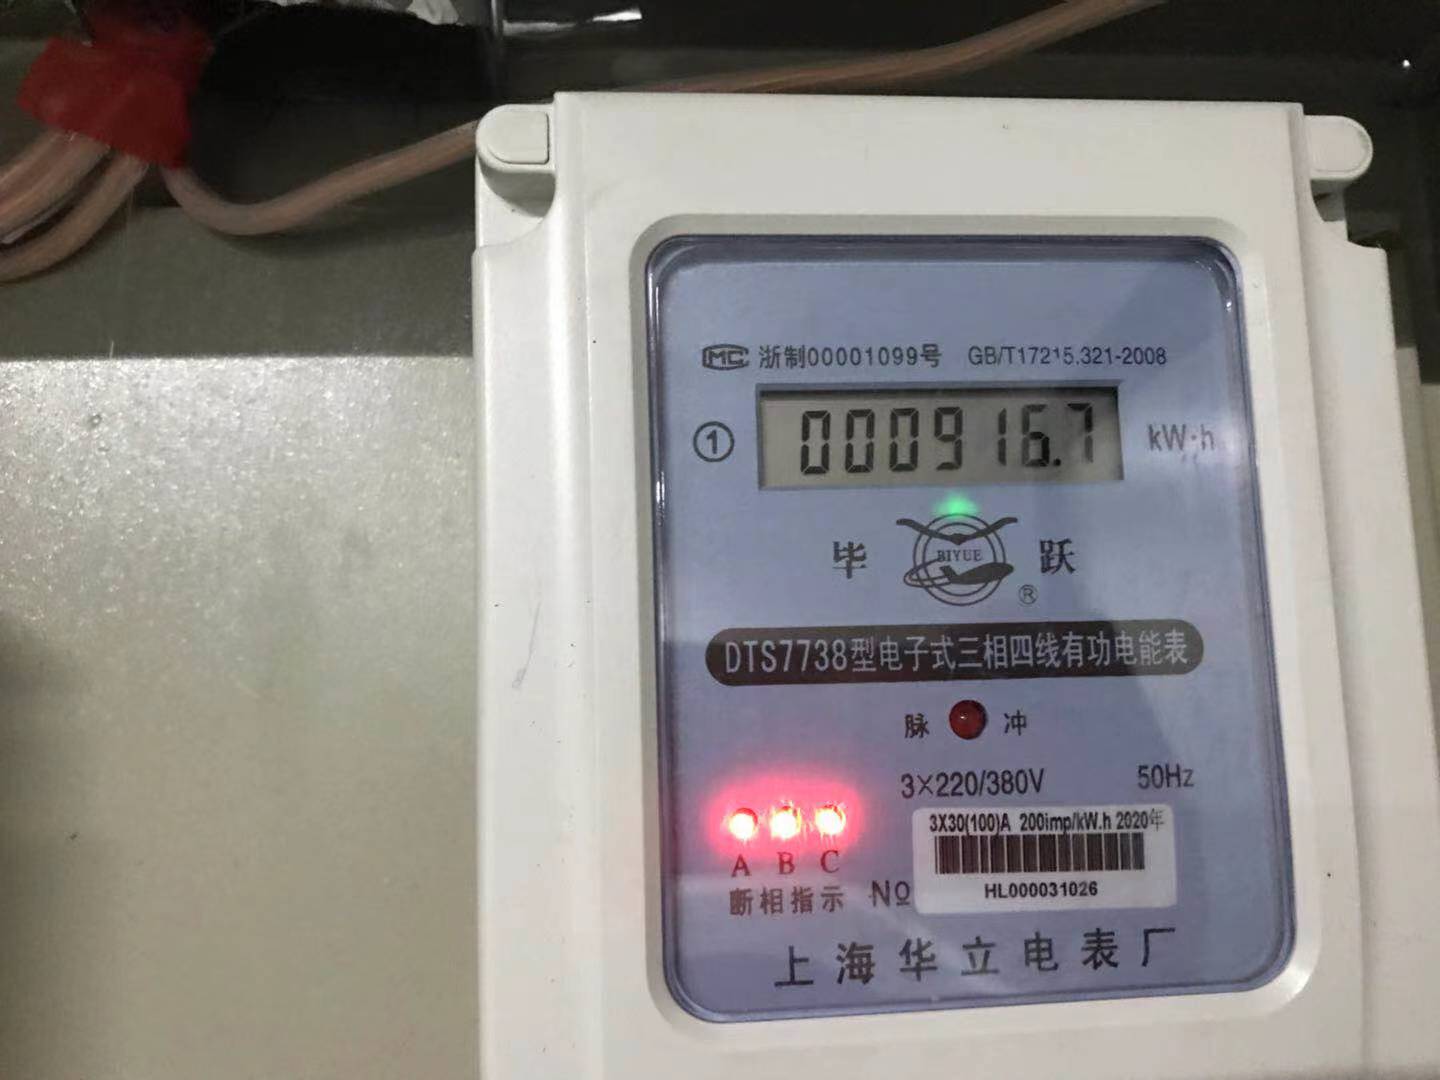 MC 浙制00001099号 GB/T17215.321-2008
① 000916.7 kW·h
毕 BIYUE 跃 ®
DTS7738型电子式三相四线有功电能表
脉 冲
3×220/380V 50Hz
3X30(100)A 200imp/kW.h 2020年
A B C
断相指示 № HL000031026
上海华立电表厂